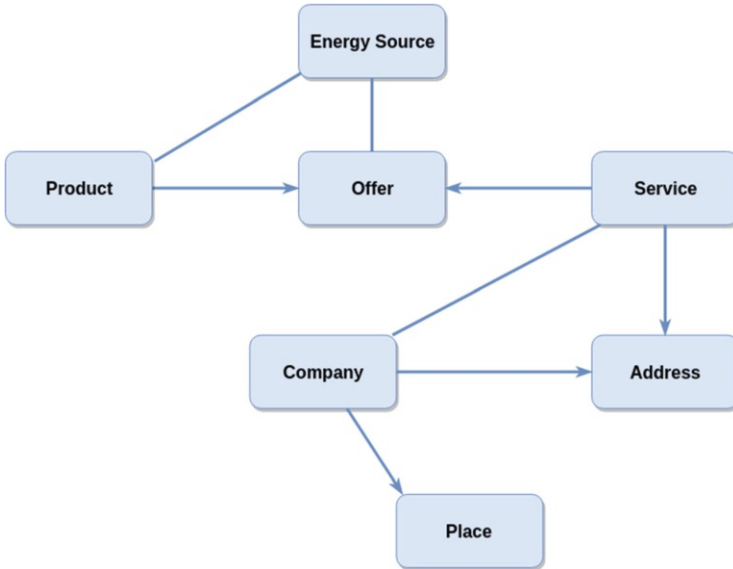 Energy Source
Product
Offer
Service
Company
Address
Place